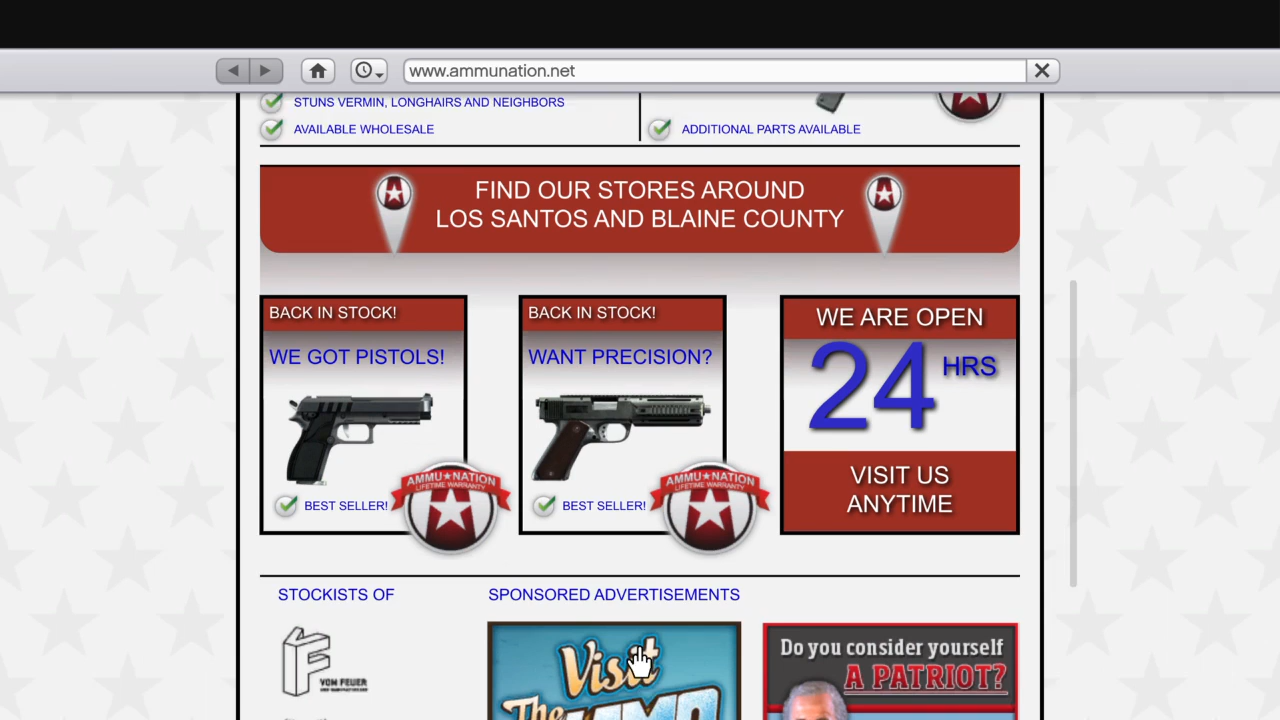 www.ammunation.net
STUNS VERMIN, LONGHAIRS AND NEIGHBORS
AVAILABLE WHOLESALE
ADDITIONAL PARTS AVAILABLE
FIND OUR STORES AROUND
LOS SANTOS AND BLAINE COUNTY
BACK IN STOCK!
WE GOT PISTOLS!
BEST SELLER!
AMMU★NATION
LIFETIME WARRANTY
BACK IN STOCK!
WANT PRECISION?
BEST SELLER!
AMMU★NATION
LIFETIME WARRANTY
WE ARE OPEN
24 HRS
VISIT US
ANYTIME
STOCKISTS OF
VOM FEUER
SPONSORED ADVERTISEMENTS
Visit
The
Do you consider yourself
A PATRIOT?